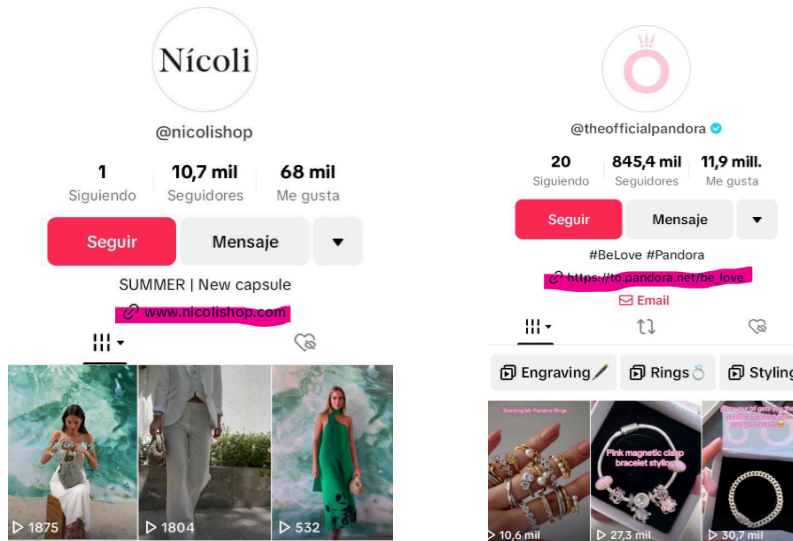 Nícoli
@nicolishop
1 10,7 mil 68 mil
Siguiendo Seguidores Me gusta
Seguir Mensaje
SUMMER | New capsule
www.nicolishop.com
1875 1804 532
@theofficialpandora
20 845,4 mil 11,9 mill.
Siguiendo Seguidores Me gusta
Seguir Mensaje
#BeLove #Pandora
https://to.pandora.net/be_love
Email
Engraving Rings Styling
Stacking My Pandora Rings
Pink magnetic clasp
bracelet styling
10,6 mil 27,3 mil 30,7 mil